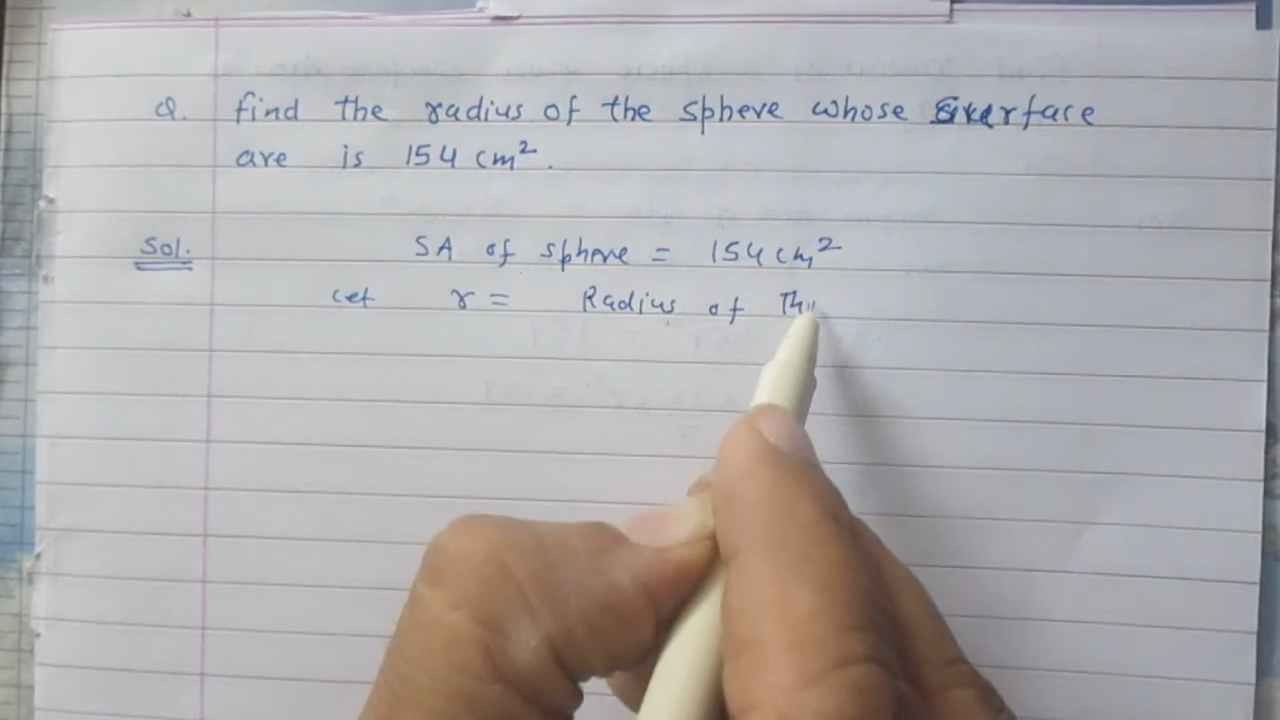 Q. find the radius of the sphere whose surface
are is 154 cm².
Sol. SA of sphere = 154 cm²
let r = Radius of